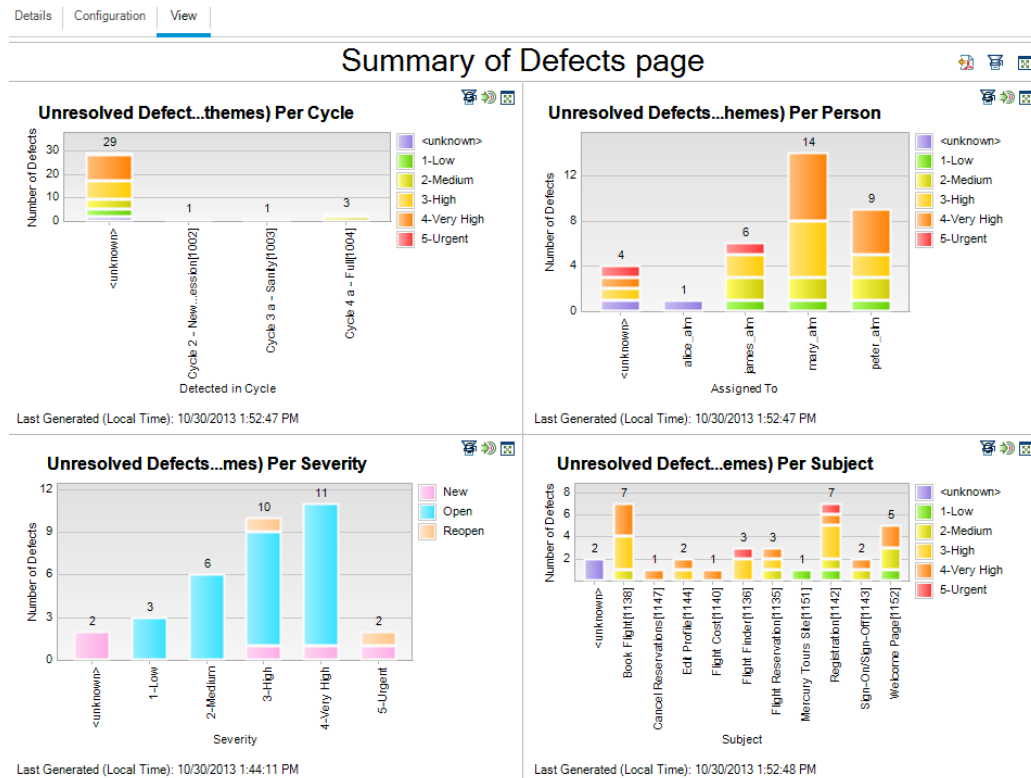 Details Configuration View
Summary of Defects page
Unresolved Defect...themes) Per Cycle
29
1
1
3
30
20
10
0
Number of Defects
<unknown>
Cycle 2 - New...ession[1002]
Cycle 3 a - Sanity[1003]
Cycle 4 a - Full[1004]
Detected in Cycle
<unknown>
1-Low
2-Medium
3-High
4-Very High
5-Urgent
Last Generated (Local Time): 10/30/2013 1:52:47 PM
Unresolved Defects...hemes) Per Person
4
1
6
14
9
12
8
4
0
Number of Defects
<unknown>
alice_alm
james_alm
mary_alm
peter_alm
Assigned To
<unknown>
1-Low
2-Medium
3-High
4-Very High
5-Urgent
Last Generated (Local Time): 10/30/2013 1:52:47 PM
Unresolved Defects...mes) Per Severity
2
3
6
10
11
2
12
9
6
3
0
Number of Defects
<unknown>
1-Low
2-Medium
3-High
4-Very High
5-Urgent
Severity
New
Open
Reopen
Last Generated (Local Time): 10/30/2013 1:44:11 PM
Unresolved Defect...emes) Per Subject
2
7
1
2
1
3
3
1
7
2
5
8
6
4
2
Number of Defects
<unknown>
Book Flight[1138]
Cancel Reservations[1147]
Edit Profile[1144]
Flight Cost[1140]
Flight Finder[1136]
Flight Reservation[1135]
Mercury Tours Site[1151]
Registration[1142]
Sign-On/Sign-Off[1143]
Welcome Page[1152]
Subject
<unknown>
1-Low
2-Medium
3-High
4-Very High
5-Urgent
Last Generated (Local Time): 10/30/2013 1:52:48 PM